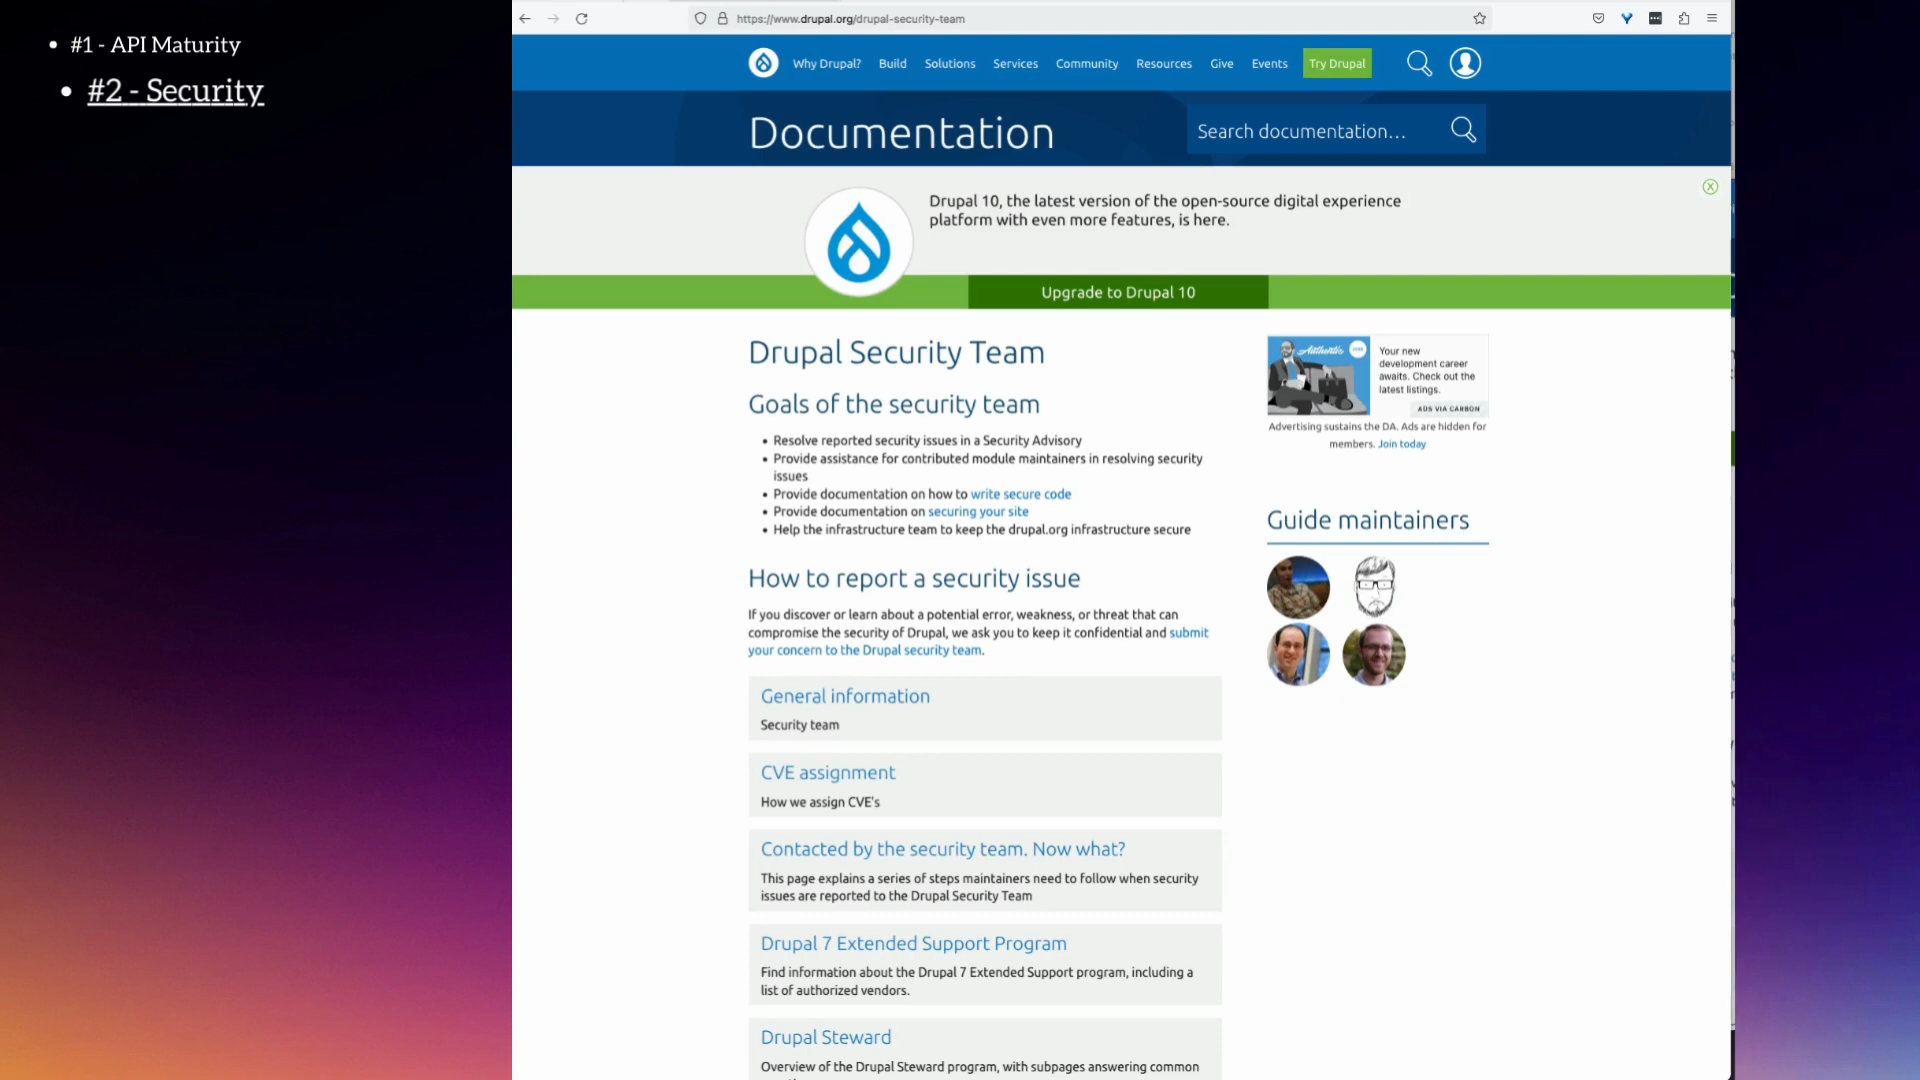 #1 - API Maturity
#2 - Security
https://www.drupal.org/drupal-security-team
Why Drupal?
Build
Solutions
Services
Community
Resources
Give
Events
Try Drupal
Documentation
Search documentation...
Drupal 10, the latest version of the open-source digital experience
platform with even more features, is here.
Upgrade to Drupal 10
Drupal Security Team
Goals of the security team
Resolve reported security issues in a Security Advisory
Provide assistance for contributed module maintainers in resolving security
issues
Provide documentation on how to write secure code
Provide documentation on securing your site
Help the infrastructure team to keep the drupal.org infrastructure secure
How to report a security issue
If you discover or learn about a potential error, weakness, or threat that can
compromise the security of Drupal, we ask you to keep it confidential and submit
your concern to the Drupal security team.
General information
Security team
CVE assignment
How we assign CVE's
Contacted by the security team. Now what?
This page explains a series of steps maintainers need to follow when security
issues are reported to the Drupal Security Team
Drupal 7 Extended Support Program
Find information about the Drupal 7 Extended Support program, including a
list of authorized vendors.
Drupal Steward
Overview of the Drupal Steward program, with subpages answering common
Authentic
JOBS
Your new
development career
awaits. Check out the
latest listings.
ADS VIA CARBON
Advertising sustains the DA. Ads are hidden for
members. Join today
Guide maintainers